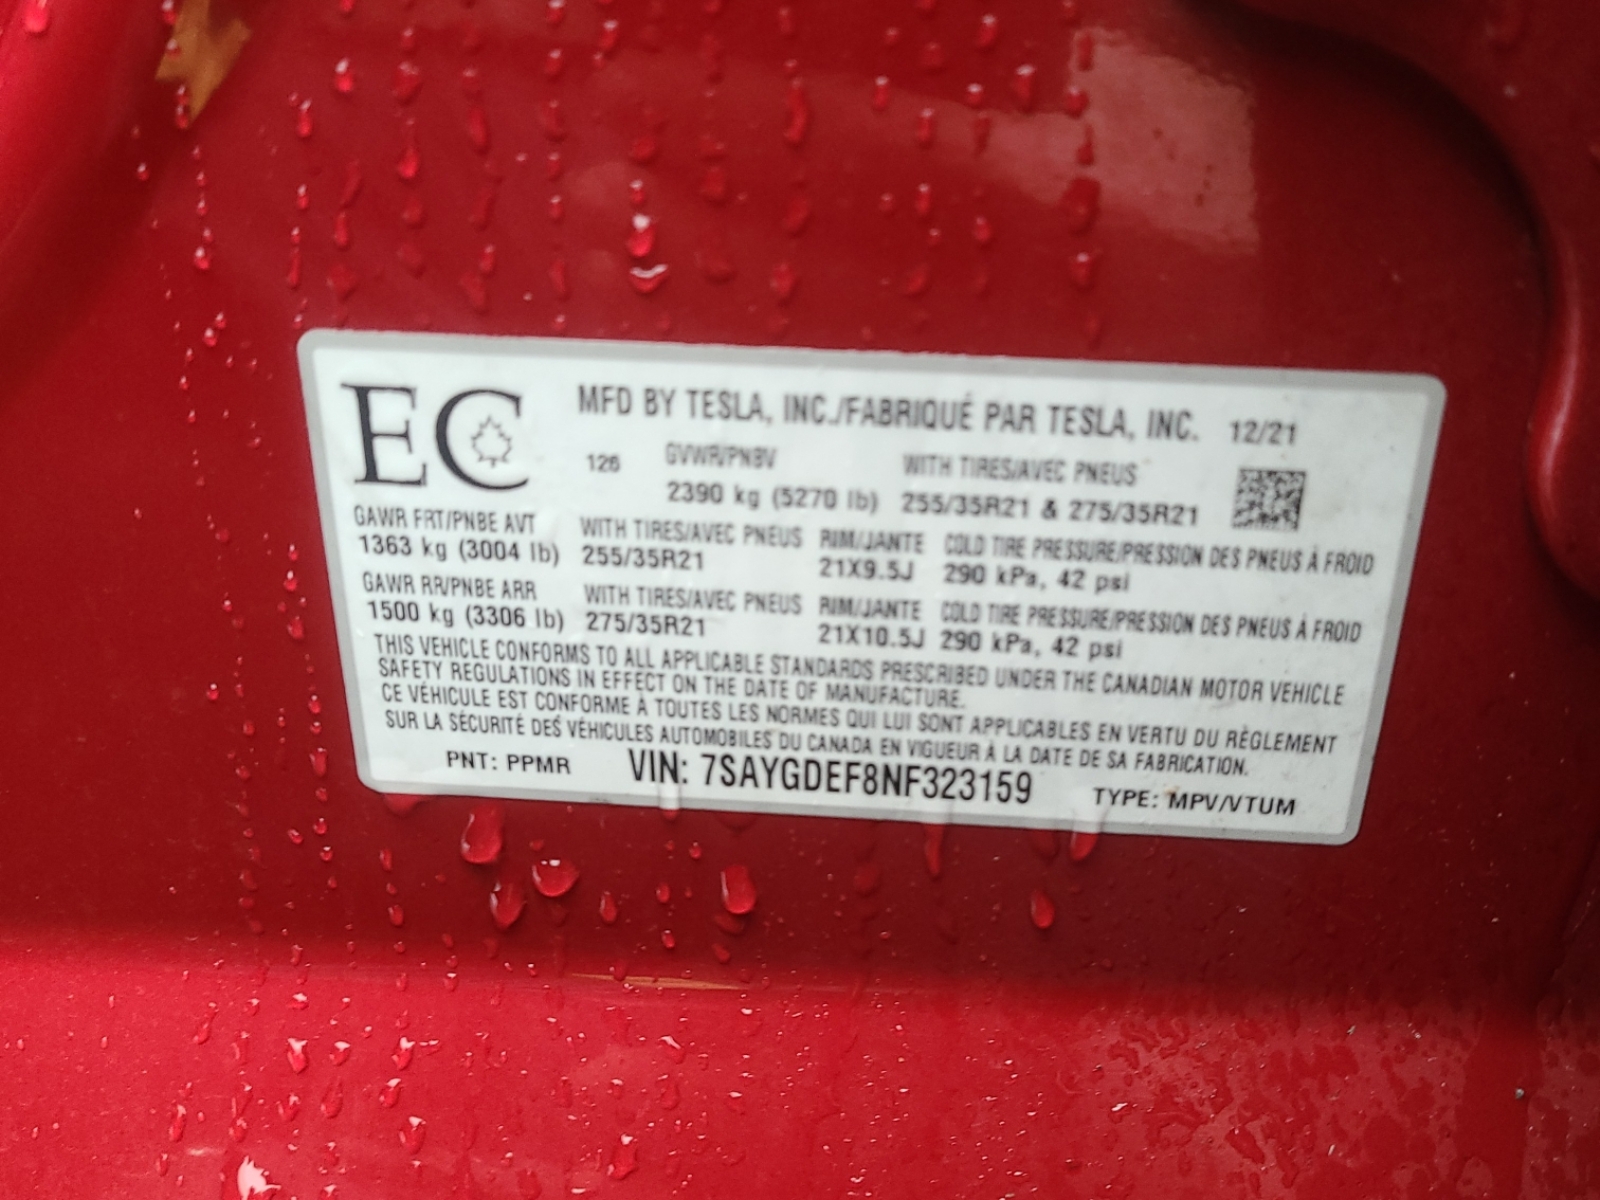 EC MFD BY TESLA, INC./FABRIQUÉ PAR TESLA, INC. 12/21
126 GVWR/PNBV WITH TIRES/AVEC PNEUS
2390 kg (5270 lb) 255/35R21 & 275/35R21
GAWR FRT/PNBE AVT WITH TIRES/AVEC PNEUS RIM/JANTE COLD TIRE PRESSURE/PRESSION DES PNEUS À FROID
1363 kg (3004 lb) 255/35R21 21X9.5J 290 kPa, 42 psi
GAWR RR/PNBE ARR WITH TIRES/AVEC PNEUS RIM/JANTE COLD TIRE PRESSURE/PRESSION DES PNEUS À FROID
1500 kg (3306 lb) 275/35R21 21X10.5J 290 kPa, 42 psi
THIS VEHICLE CONFORMS TO ALL APPLICABLE STANDARDS PRESCRIBED UNDER THE CANADIAN MOTOR VEHICLE
SAFETY REGULATIONS IN EFFECT ON THE DATE OF MANUFACTURE.
CE VÉHICULE EST CONFORME À TOUTES LES NORMES QUI LUI SONT APPLICABLES EN VERTU DU RÈGLEMENT
SUR LA SÉCURITÉ DES VÉHICULES AUTOMOBILES DU CANADA EN VIGUEUR À LA DATE DE SA FABRICATION.
PNT: PPMR VIN: 7SAYGDEF8NF323159 TYPE: MPV/VTUM